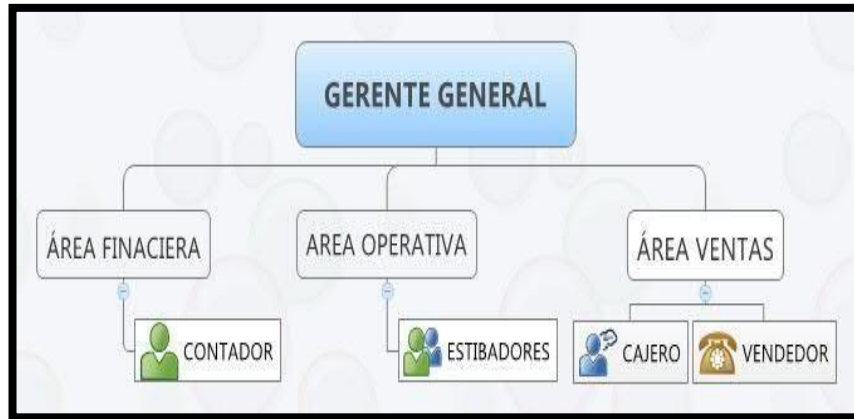 GERENTE GENERAL
ÁREA FINACIERA
AREA OPERATIVA
ÁREA VENTAS
CONTADOR
ESTIBADORES
CAJERO
VENDEDOR